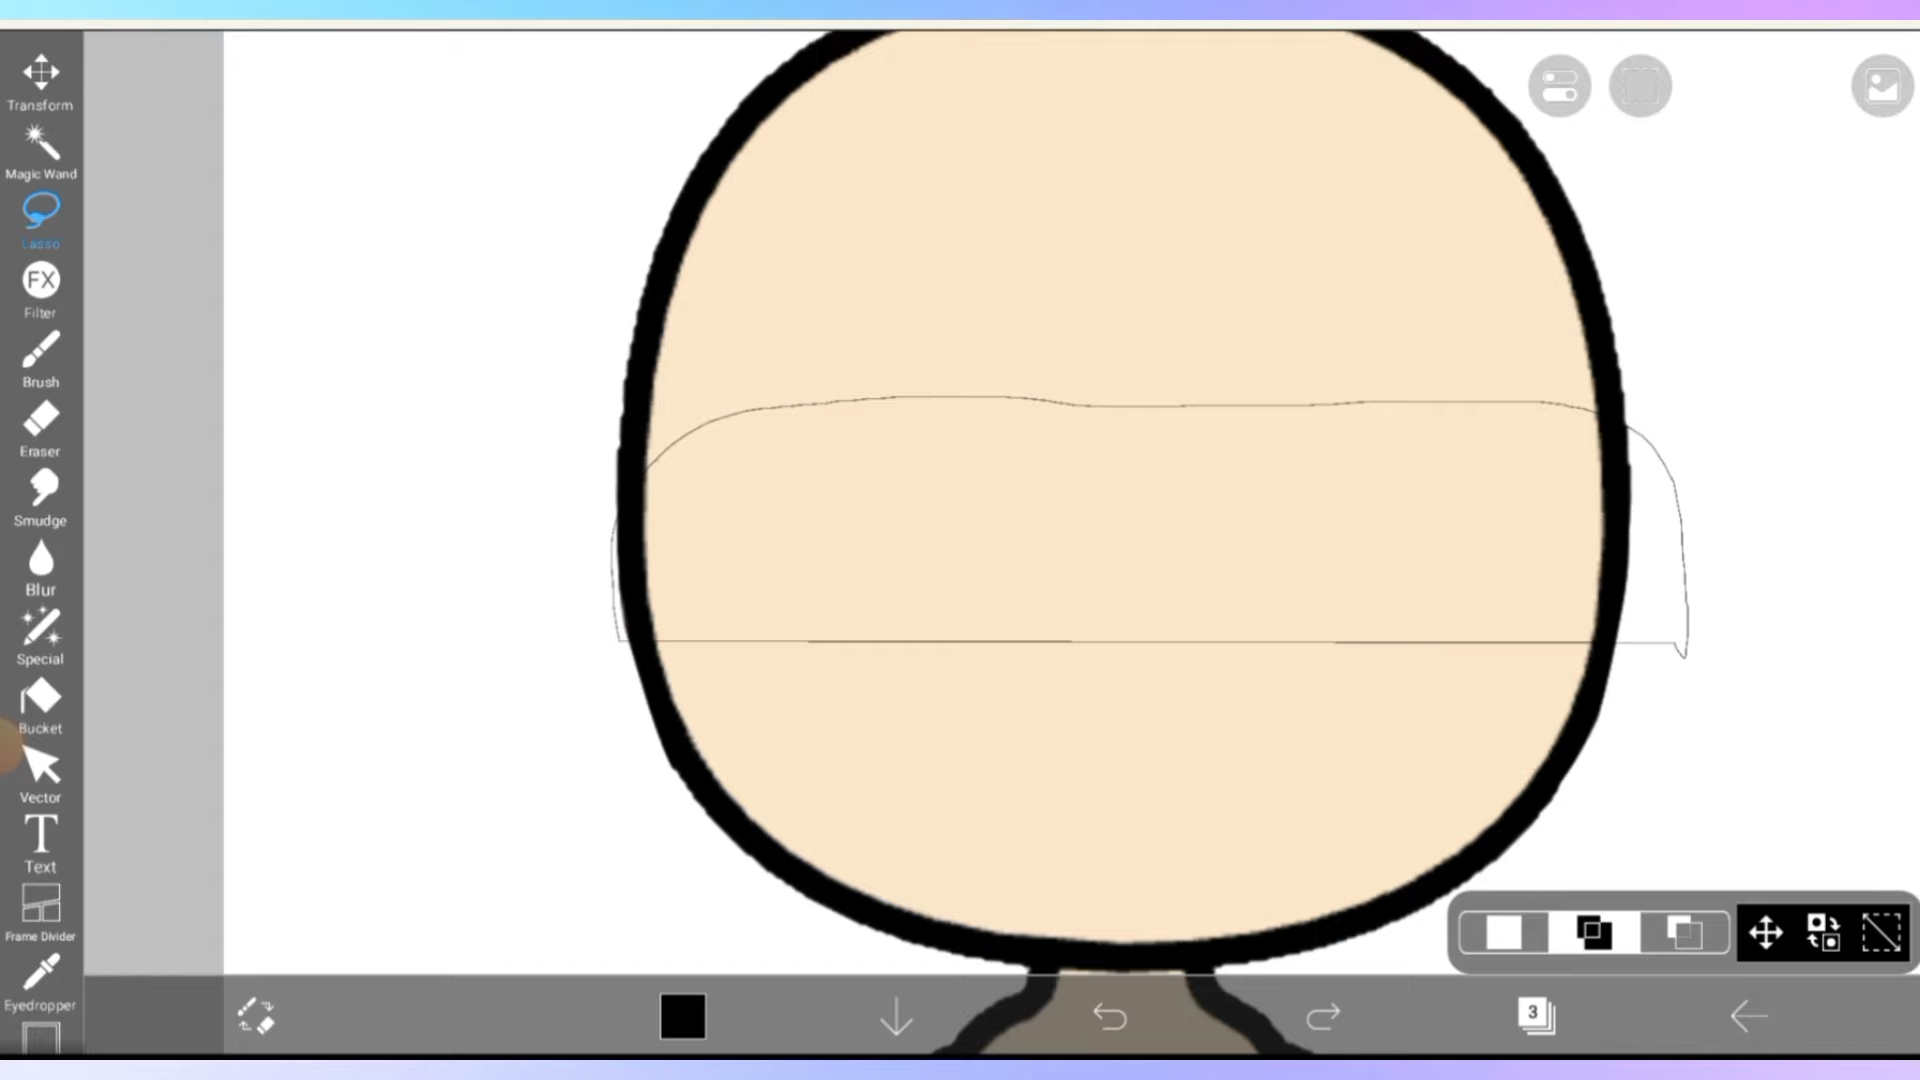 Transform
Magic Wand
Lasso
FX
Filter
Brush
Eraser
Smudge
Blur
Special
Bucket
Vector
T
Text
Frame Divider
Eyedropper
3